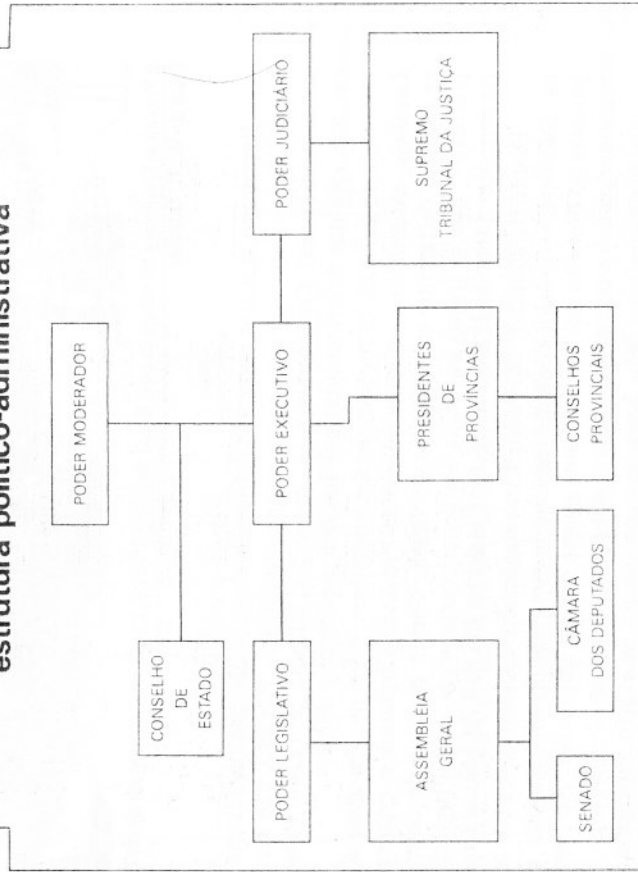 estrutura político-administrativa
PODER MODERADOR
CONSELHO
DE
ESTADO
PODER LEGISLATIVO
PODER EXECUTIVO
PODER JUDICIÁRIO
ASSEMBLÉIA
GERAL
PRESIDENTES
DE
PROVÍNCIAS
SUPREMO
TRIBUNAL DA JUSTIÇA
SENADO
CÂMARA
DOS DEPUTADOS
CONSELHOS
PROVINCIAIS